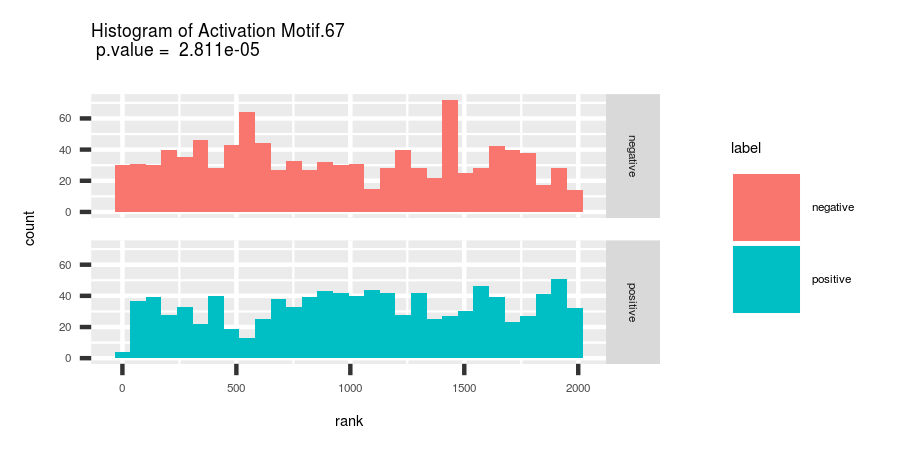 Histogram of Activation Motif.67
p.value = 2.811e-05
count
60
40
20
0
negative
60
40
20
0
positive
0 500 1000 1500 2000
rank
label
negative
positive